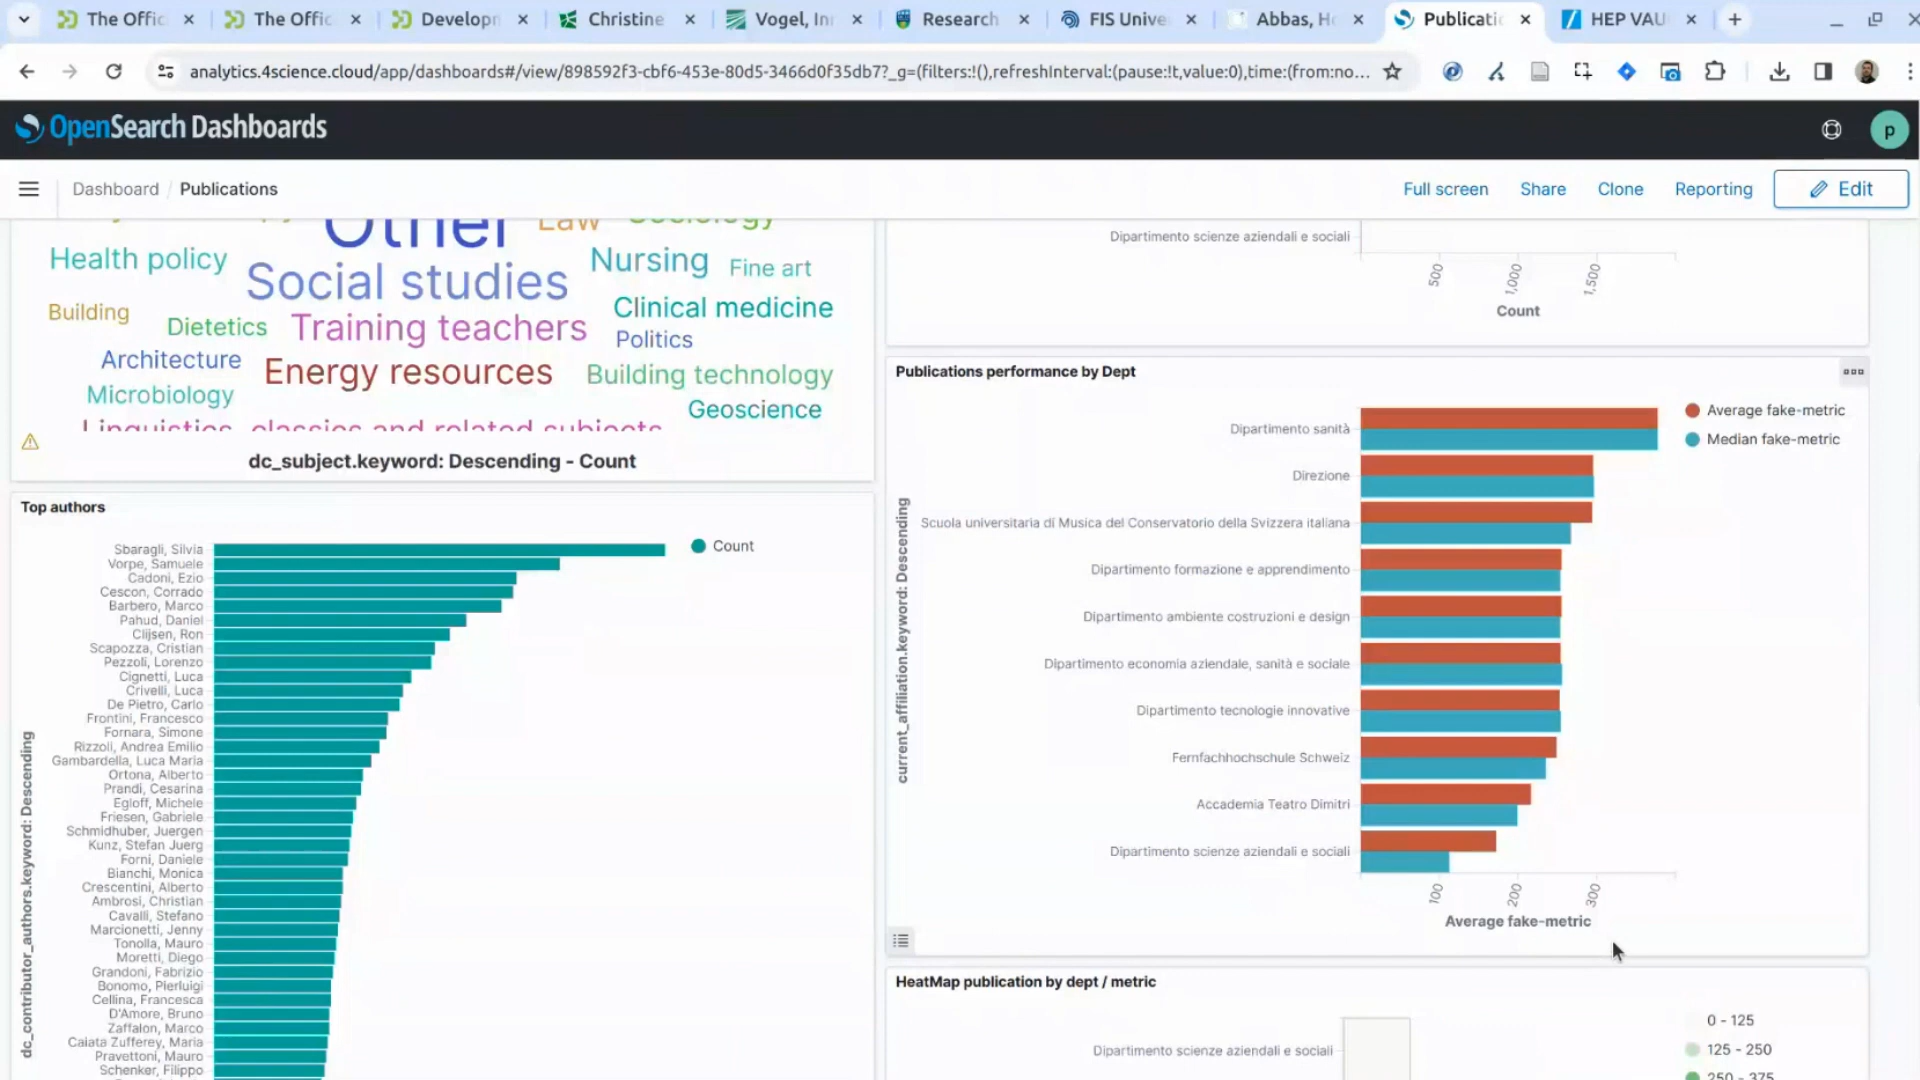 The Offic
The Offic
Developm
Christine
Vogel, Inn
Research
FIS Unive
Abbas, Ho
Publicatic
HEP VAU
analytics.4science.cloud/app/dashboards#/view/898592f3-cbf6-453e-80d5-3466d0f35db7?_g=(filters:!(),refreshInterval:(pause:!t,value:0),time:(from:no...
OpenSearch Dashboards
p
Dashboard / Publications
Full screen
Share
Clone
Reporting
Edit
Other
Law
Sociology
Health policy
Social studies
Nursing
Fine art
Building
Dietetics
Training teachers
Clinical medicine
Politics
Architecture
Energy resources
Building technology
Microbiology
Geoscience
Linguistics, classics and related subjects
dc_subject.keyword: Descending - Count
Dipartimento scienze aziendali e sociali
500
1,000
1,500
Count
Top authors
Count
dc_contributor_authors.keyword: Descending
Sbaragli, Silvia
Vorpe, Samuele
Cadoni, Ezio
Cescon, Corrado
Barbero, Marco
Pahud, Daniel
Clijsen, Ron
Scapozza, Cristian
Pezzoli, Lorenzo
Cignetti, Luca
Crivelli, Luca
De Pietro, Carlo
Frontini, Francesco
Fornara, Simone
Rizzoli, Andrea Emilio
Gambardella, Luca Maria
Ortona, Alberto
Prandi, Cesarina
Egloff, Michele
Friesen, Gabriele
Schmidhuber, Juergen
Kunz, Stefan Juerg
Forni, Daniele
Bianchi, Monica
Crescentini, Alberto
Ambrosi, Christian
Cavalli, Stefano
Marcionetti, Jenny
Tonolla, Mauro
Moretti, Diego
Grandoni, Fabrizio
Bonomo, Pierluigi
Cellina, Francesca
D'Amore, Bruno
Zaffalon, Marco
Caiata Zufferey, Maria
Pravettoni, Mauro
Schenker, Filippo
Publications performance by Dept
Average fake-metric
Median fake-metric
current_affiliation.keyword: Descending
Dipartimento sanità
Direzione
Scuola universitaria di Musica del Conservatorio della Svizzera italiana
Dipartimento formazione e apprendimento
Dipartimento ambiente costruzioni e design
Dipartimento economia aziendale, sanità e sociale
Dipartimento tecnologie innovative
Fernfachhochschule Schweiz
Accademia Teatro Dimitri
Dipartimento scienze aziendali e sociali
100
200
300
Average fake-metric
HeatMap publication by dept / metric
Dipartimento scienze aziendali e sociali
0 - 125
125 - 250
250 - 375